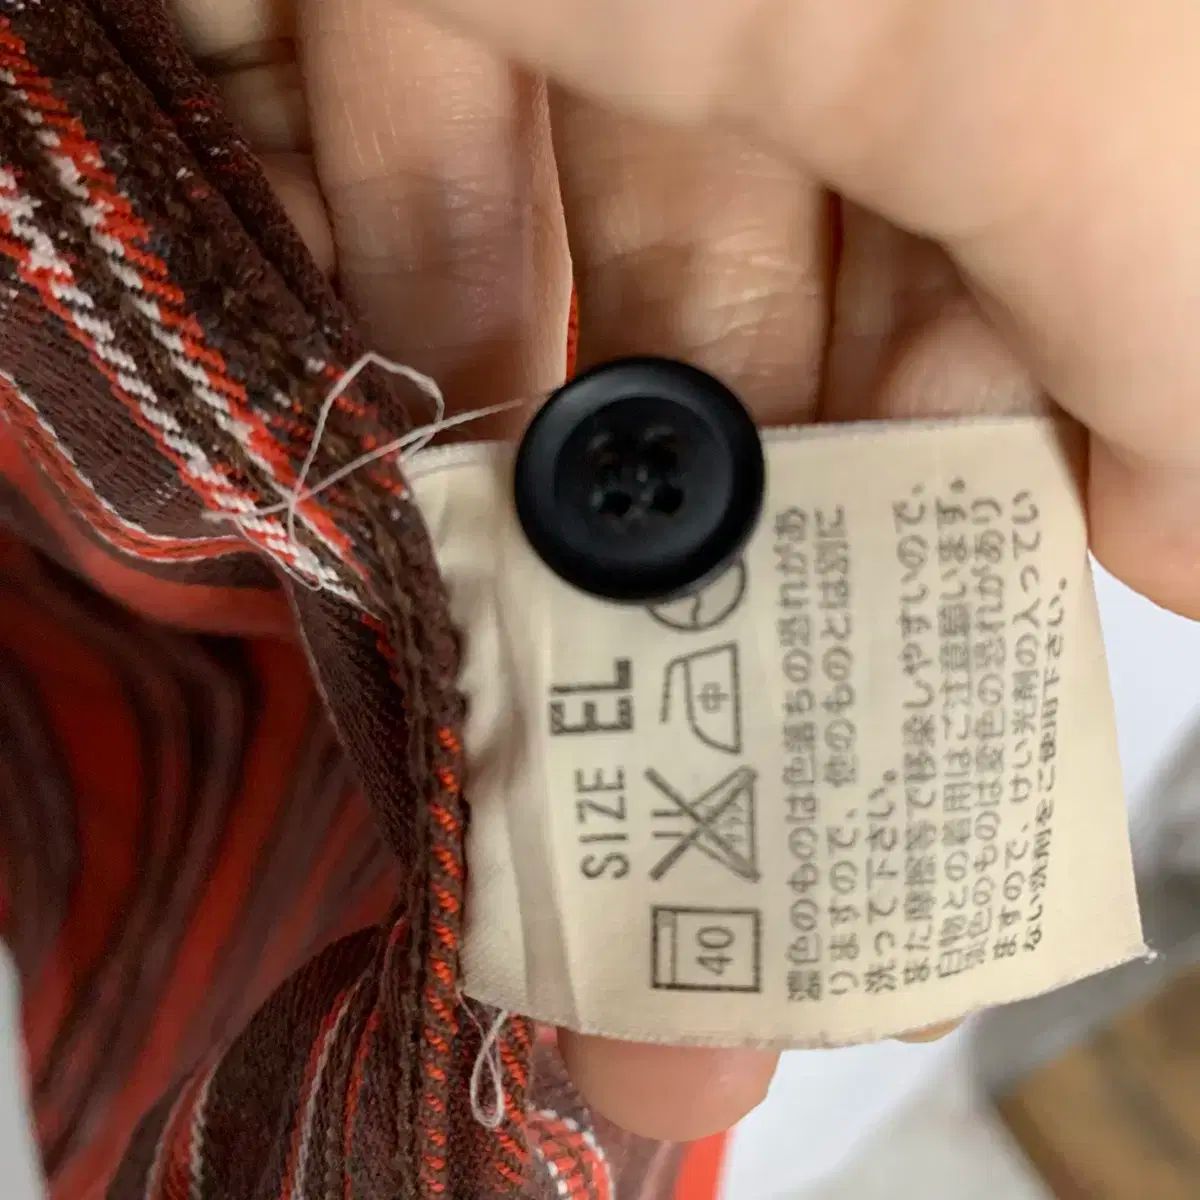 SIZE EL
40
中
濃色のものは色落ちの恐れがあ
りますので、他のものとは別に
洗って下さい。
また摩擦等で移染しやすいので、
白物との着用はご注意願います。
淡色のものは変色の恐れがあり
ますので、けい光剤の入ってい
ない洗剤をご使用下さい。